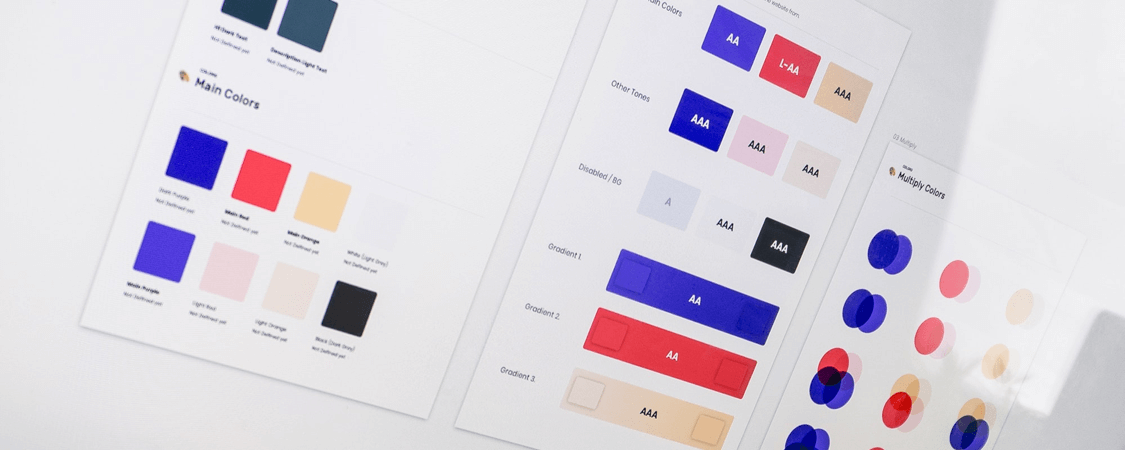 Hf/Dark Text
Not Defined yet
Description Light Text
Not Defined yet
COLORS
Main Colors
Dark Purple
Not Defined yet
Main Red
Not Defined yet
Main Orange
Not Defined yet
White (Light Grey)
Not Defined yet
Main Purple
Not Defined yet
Light Red
Not Defined yet
Light Orange
Not Defined yet
Black (Dark Grey)
Not Defined yet
website from
Main Colors
AA
L-AA
AAA
Other Tones
AAA
AAA
AAA
Disabled / BG
A
AAA
AAA
Gradient 1.
AA
Gradient 2.
AA
Gradient 3.
AAA
Multiply
COLORS
Multiply Colors